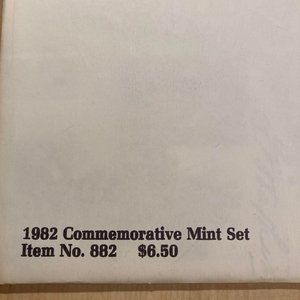 1982 Commemorative Mint Set
Item No. 882 $6.50